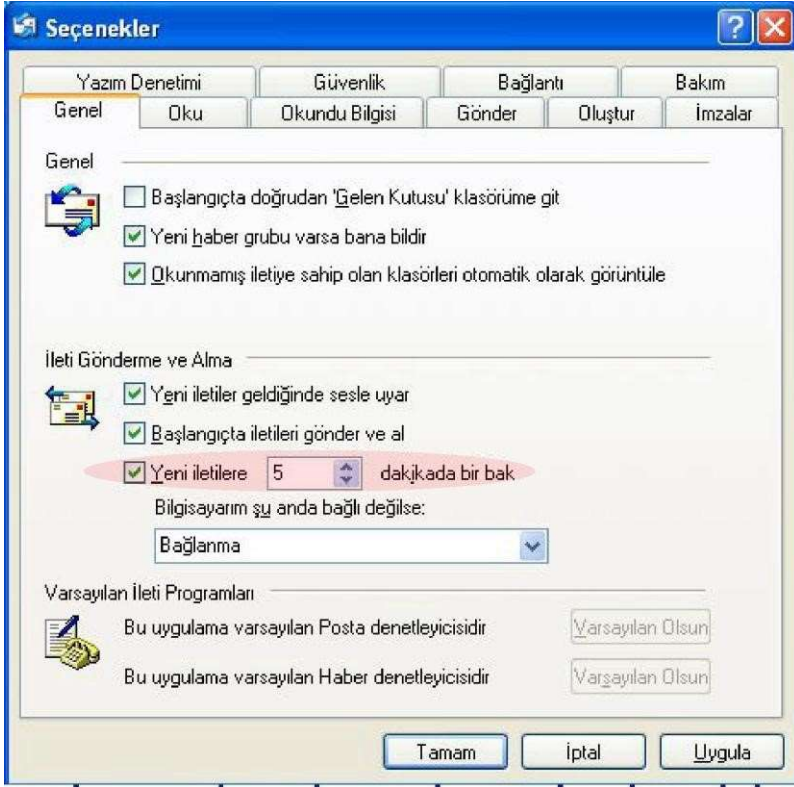 Seçenekler
Yazım Denetimi Güvenlik Bağlantı Bakım
Genel Oku Okundu Bilgisi Gönder Oluştur İmzalar
Genel
Başlangıçta doğrudan 'Gelen Kutusu' klasörüme git
Yeni haber grubu varsa bana bildir
Okunmamış iletiye sahip olan klasörleri otomatik olarak görüntüle
İleti Gönderme ve Alma
Yeni iletiler geldiğinde sesle uyar
Başlangıçta iletileri gönder ve al
Yeni iletilere 5 dakikada bir bak
Bilgisayarım şu anda bağlı değilse:
Bağlanma
Varsayılan İleti Programları
Bu uygulama varsayılan Posta denetleyicisidir Varsayılan Olsun
Bu uygulama varsayılan Haber denetleyicisidir Varsayılan Olsun
Tamam İptal Uygula